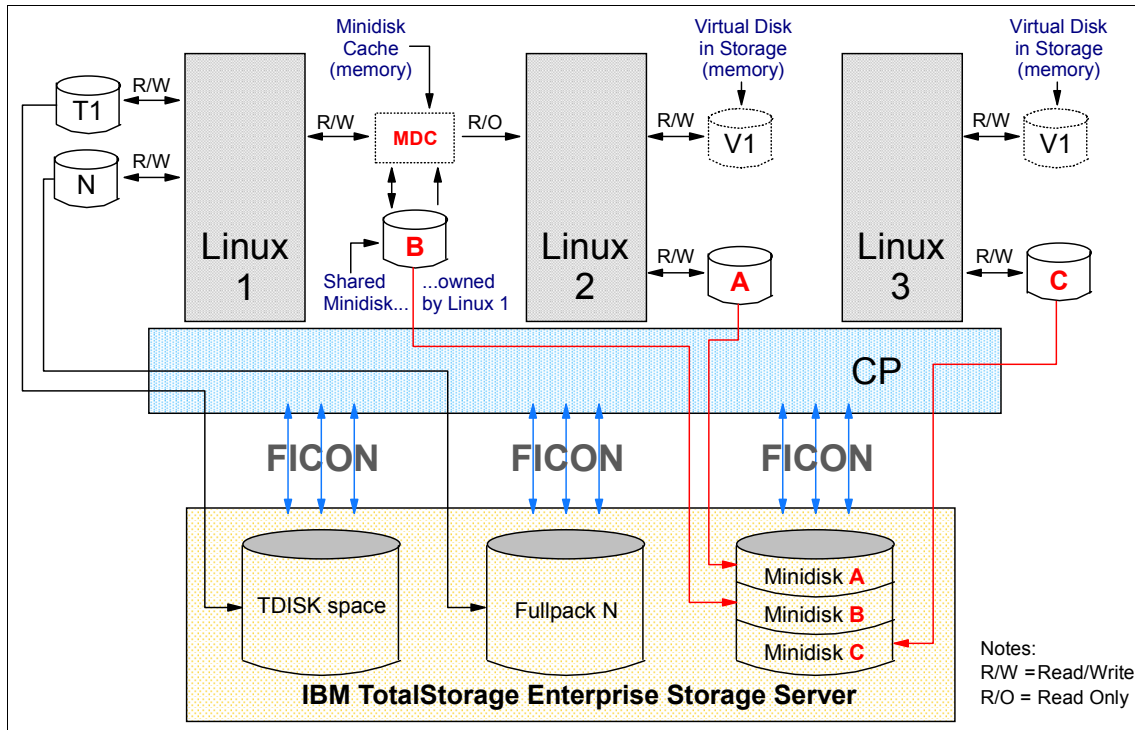 Minidisk
Cache
(memory)
Virtual Disk
in Storage
(memory)
Virtual Disk
in Storage
(memory)
R/W
T1
R/W
N
R/W
MDC
R/O
R/W
V1
R/W
V1
Linux
1
B
Shared
Minidisk...
...owned
by Linux 1
Linux
2
R/W
A
Linux
3
R/W
C
CP
FICON
FICON
FICON
TDISK space
Fullpack N
Minidisk A
Minidisk B
Minidisk C
IBM TotalStorage Enterprise Storage Server
Notes:
R/W =Read/Write
R/O = Read Only